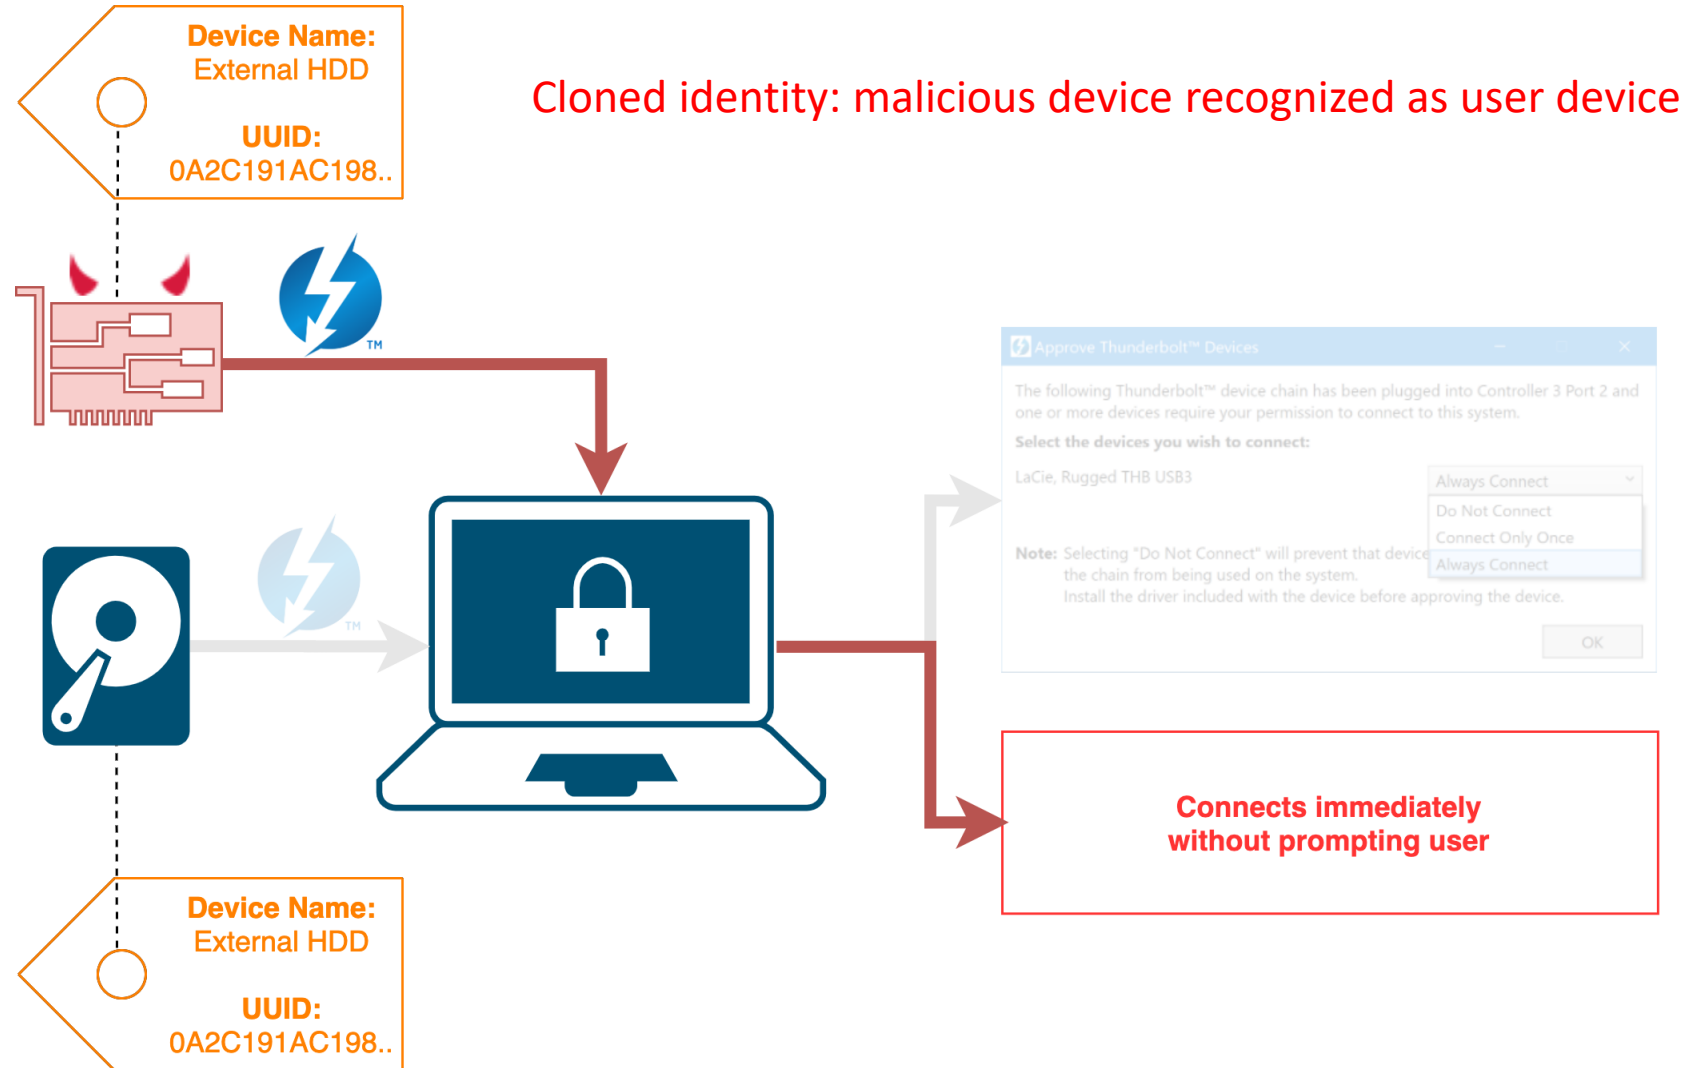 Device Name:
External HDD
UUID:
0A2C191AC198..
Cloned identity: malicious device recognized as user device
TM
Approve Thunderbolt™ Devices
The following Thunderbolt™ device chain has been plugged into Controller 3 Port 2 and
one or more devices require your permission to connect to this system.
Select the devices you wish to connect:
LaCie, Rugged THB USB3
Always Connect
Do Not Connect
Connect Only Once
Always Connect
Note: Selecting "Do Not Connect" will prevent that device
the chain from being used on the system.
Install the driver included with the device before approving the device.
OK
TM
Connects immediately
without prompting user
Device Name:
External HDD
UUID:
0A2C191AC198..